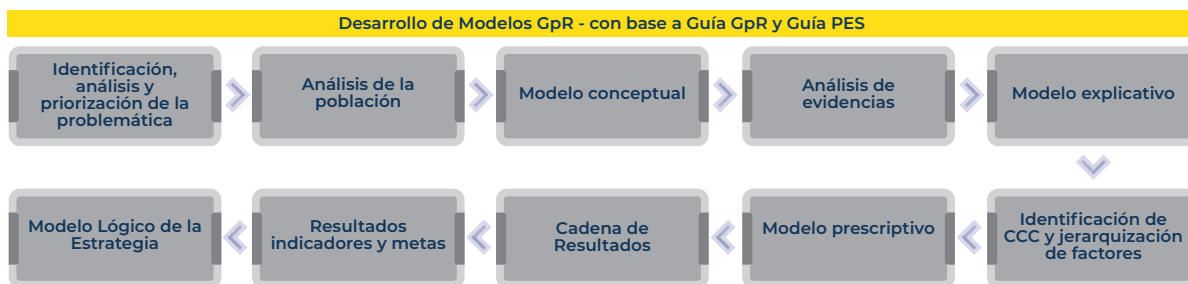 Desarrollo de Modelos GpR - con base a Guía GpR y Guía PES
Identificación,
análisis y
priorización de la
problemática
Análisis de la
población
Modelo conceptual
Análisis de
evidencias
Modelo explicativo
Identificación de
CCC y jerarquización
de factores
Modelo prescriptivo
Cadena de
Resultados
Resultados
indicadores y metas
Modelo Lógico de la
Estrategia